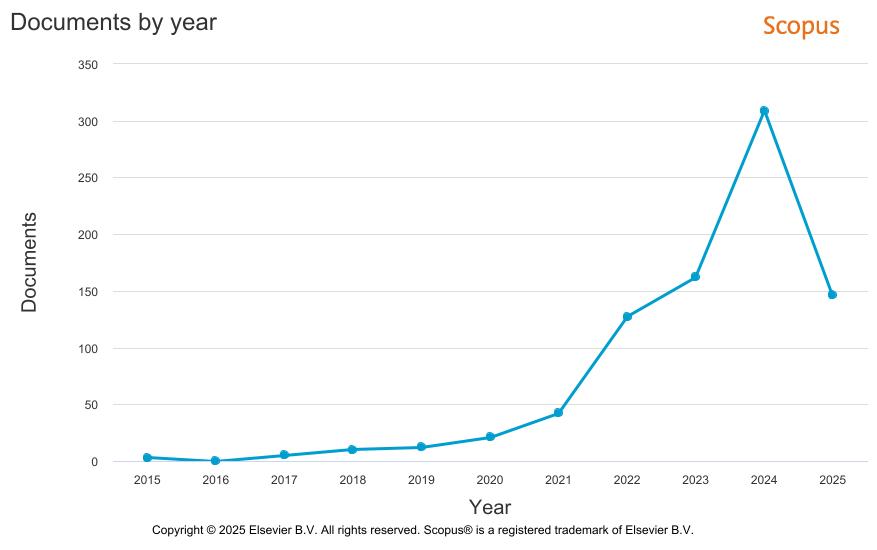 Documents by year
Scopus
350
300
250
200
150
100
50
0
Documents
2015 2016 2017 2018 2019 2020 2021 2022 2023 2024 2025
Year
Copyright © 2025 Elsevier B.V. All rights reserved. Scopus® is a registered trademark of Elsevier B.V.